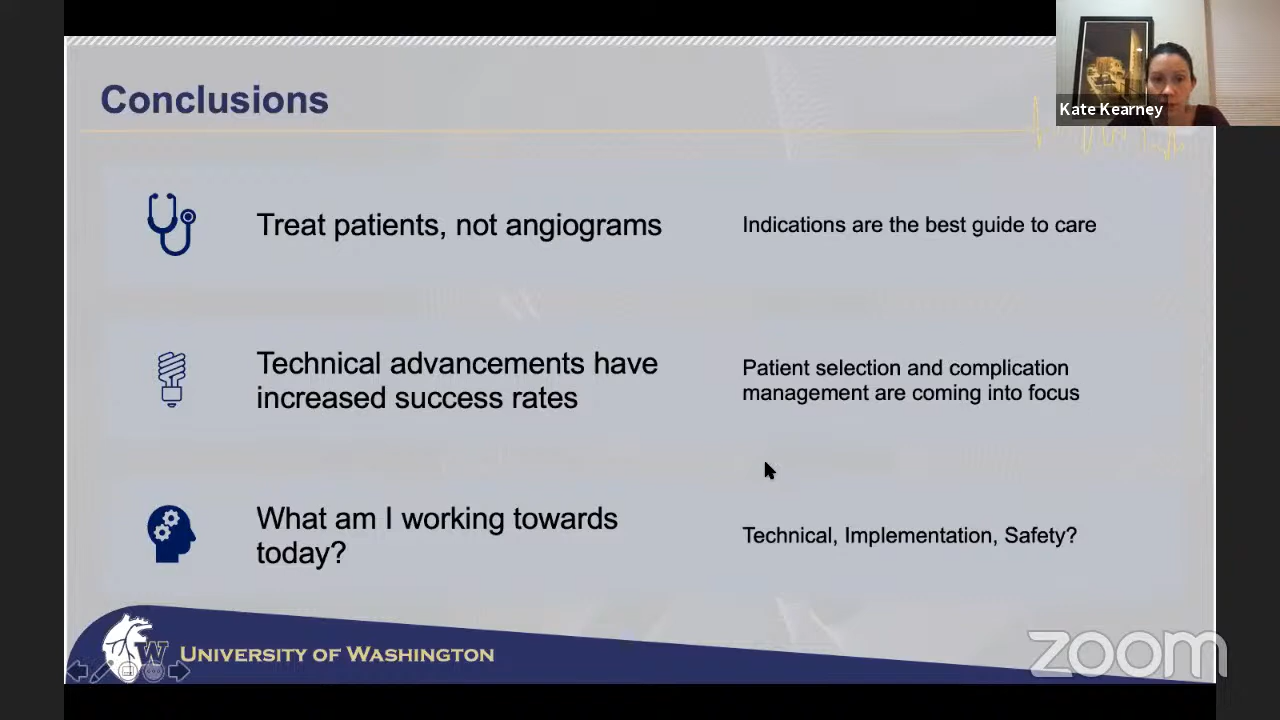 Conclusions
Kate Kearney
Treat patients, not angiograms
Indications are the best guide to care
Technical advancements have
increased success rates
Patient selection and complication
management are coming into focus
What am I working towards
today?
Technical, Implementation, Safety?
W
UNIVERSITY OF WASHINGTON
zoom